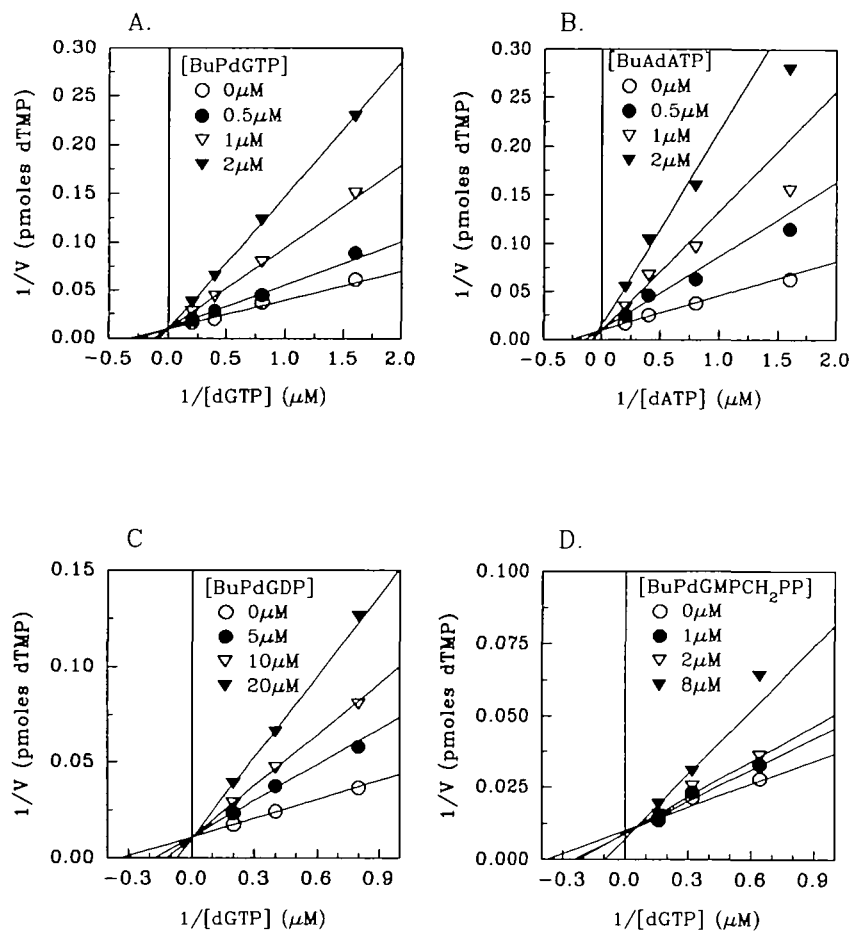 A.
[BuPdGTP]
0μM
0.5μM
1μM
2μM
1/V (pmoles dTMP)
0.30
0.25
0.20
0.15
0.10
0.05
0.00
-0.5 0.0 0.5 1.0 1.5 2.0
1/[dGTP] (μM)
B.
[BuAdATP]
0μM
0.5μM
1μM
2μM
1/V (pmoles dTMP)
0.30
0.25
0.20
0.15
0.10
0.05
0.00
-0.5 0.0 0.5 1.0 1.5 2.0
1/[dATP] (μM)
C
[BuPdGDP]
0μM
5μM
10μM
20μM
1/V (pmoles dTMP)
0.15
0.10
0.05
0.00
-0.3 0.0 0.3 0.6 0.9
1/[dGTP] (μM)
D.
[BuPdGMPCH₂PP]
0μM
1μM
2μM
8μM
1/V (pmoles dTMP)
0.100
0.075
0.050
0.025
0.000
-0.3 0.0 0.3 0.6 0.9
1/[dGTP] (μM)